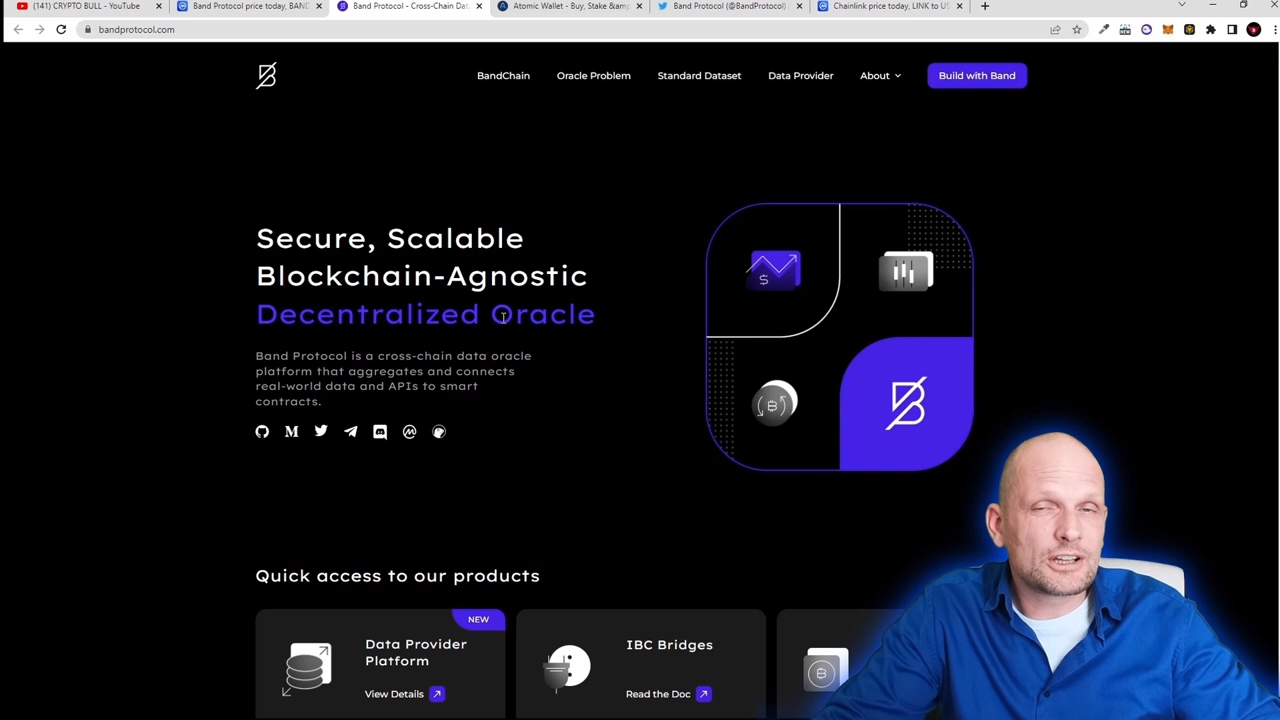 (141) CRYPTO BULL - YouTube
Band Protocol price today, BAND
Band Protocol - Cross-Chain Dat
Atomic Wallet - Buy, Stake &amp
Band Protocol (@BandProtocol)
Chainlink price today, LINK to US
bandprotocol.com
BandChain
Oracle Problem
Standard Dataset
Data Provider
About
Build with Band
Secure, Scalable
Blockchain-Agnostic
Decentralized Oracle
Band Protocol is a cross-chain data oracle
platform that aggregates and connects
real-world data and APIs to smart
contracts.
Quick access to our products
NEW
Data Provider
Platform
View Details
IBC Bridges
Read the Doc